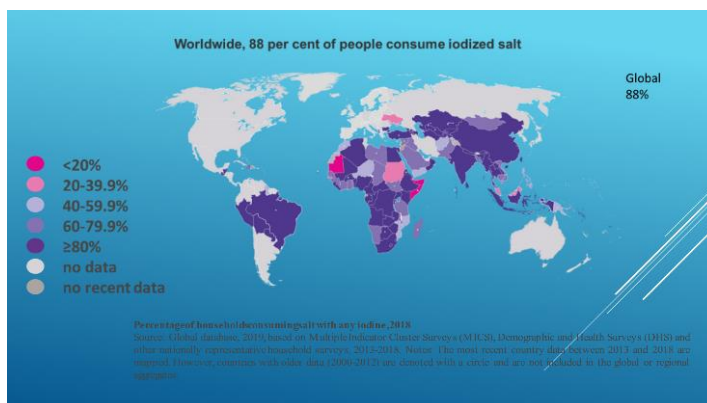 Worldwide, 88 per cent of people consume iodized salt
Global
88%
<20%
20-39.9%
40-59.9%
60-79.9%
≥80%
no data
no recent data
Percentage of households consuming salt with any iodine, 2018
Source: Global databse, 2019, based on Multiple Indicator Cluster Surveys (MICS), Demographic and Health Surveys (DHS) and
other nationally representative household surveys, 2013-2018. Notes: The most recent country data between 2013 and 2018 are
mapped. However, countries with older data (2000-2012) are denoted with a circle and are not included in the global or regional
aggregates.